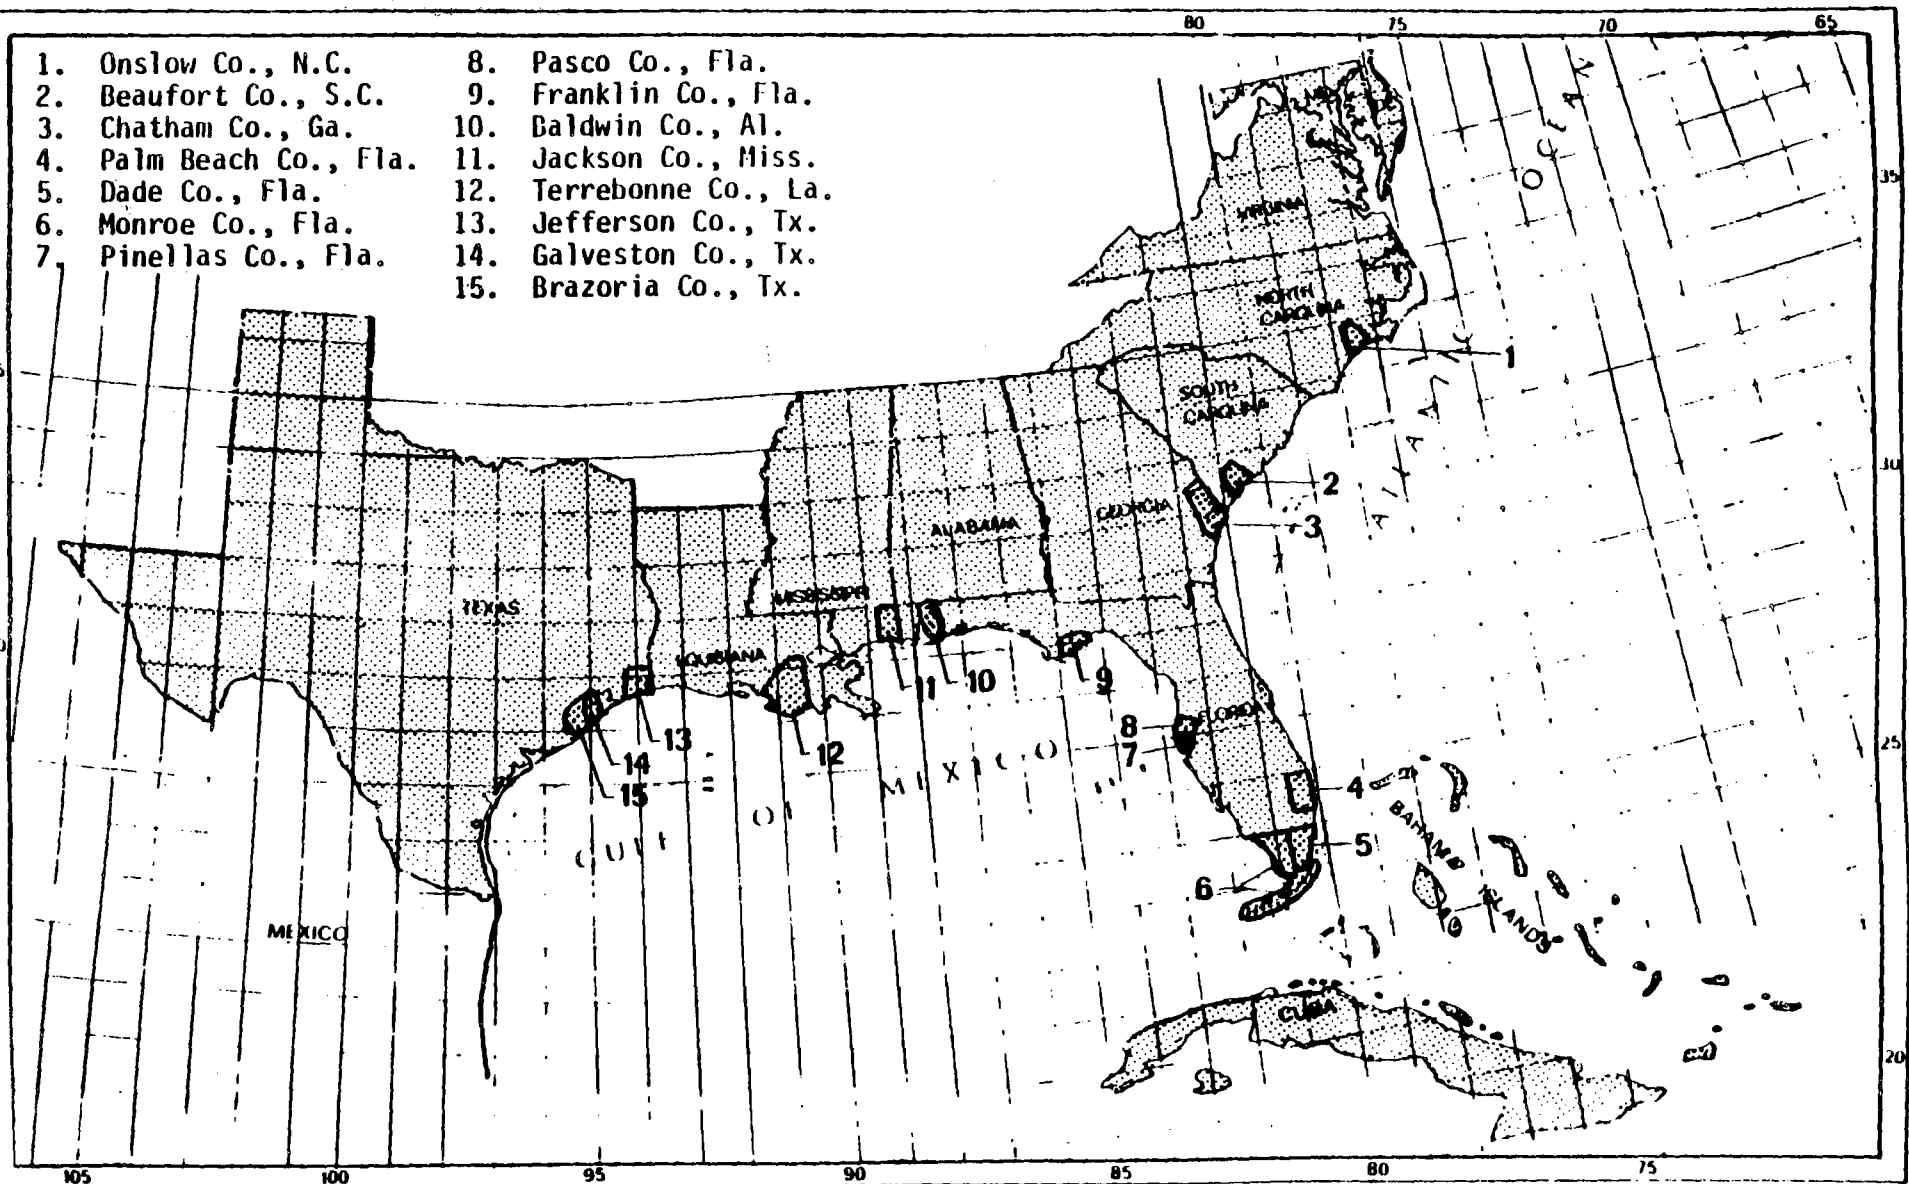 80 75 70 65
1. Onslow Co., N.C.
2. Beaufort Co., S.C.
3. Chatham Co., Ga.
4. Palm Beach Co., Fla.
5. Dade Co., Fla.
6. Monroe Co., Fla.
7. Pinellas Co., Fla.
8. Pasco Co., Fla.
9. Franklin Co., Fla.
10. Baldwin Co., Al.
11. Jackson Co., Miss.
12. Terrebonne Co., La.
13. Jefferson Co., Tx.
14. Galveston Co., Tx.
15. Brazoria Co., Tx.
OCEAN
35
VIRGINIA
NORTH
CAROLINA
1
ATLANTIC
SOUTH
CAROLINA
30
2
GEORGIA
3
ALABAMA
MISSISSIPPI
TEXAS
LOUISIANA
11
10
9
8
FLORIDA
7
13
12
14
15
25
GULF OF MEXICO
4
BAHAMA ISLANDS
5
6
MEXICO
CUBA
20
105 100 95 90 85 80 75